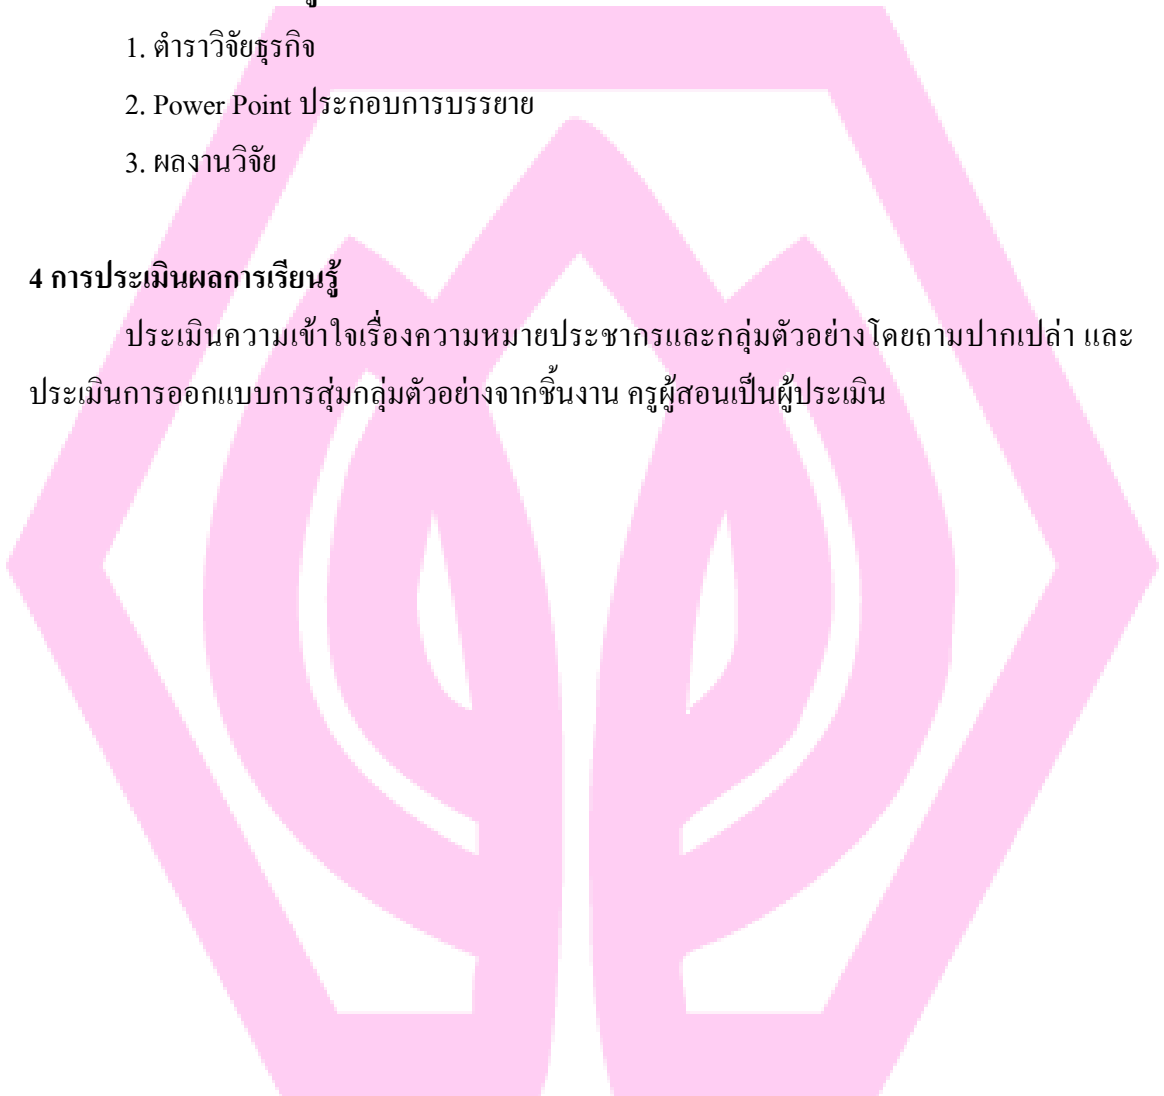 1. ตำราวิจัยธุรกิจ
2. Power Point ประกอบการบรรยาย
3. ผลงานวิจัย
4 การประเมินผลการเรียนรู้
ประเมินความเข้าใจเรื่องความหมายประชากรและกลุ่มตัวอย่างโดยถามปากเปล่า และ
ประเมินการออกแบบการสุ่มกลุ่มตัวอย่างจากชิ้นงาน ครูผู้สอนเป็นผู้ประเมิน